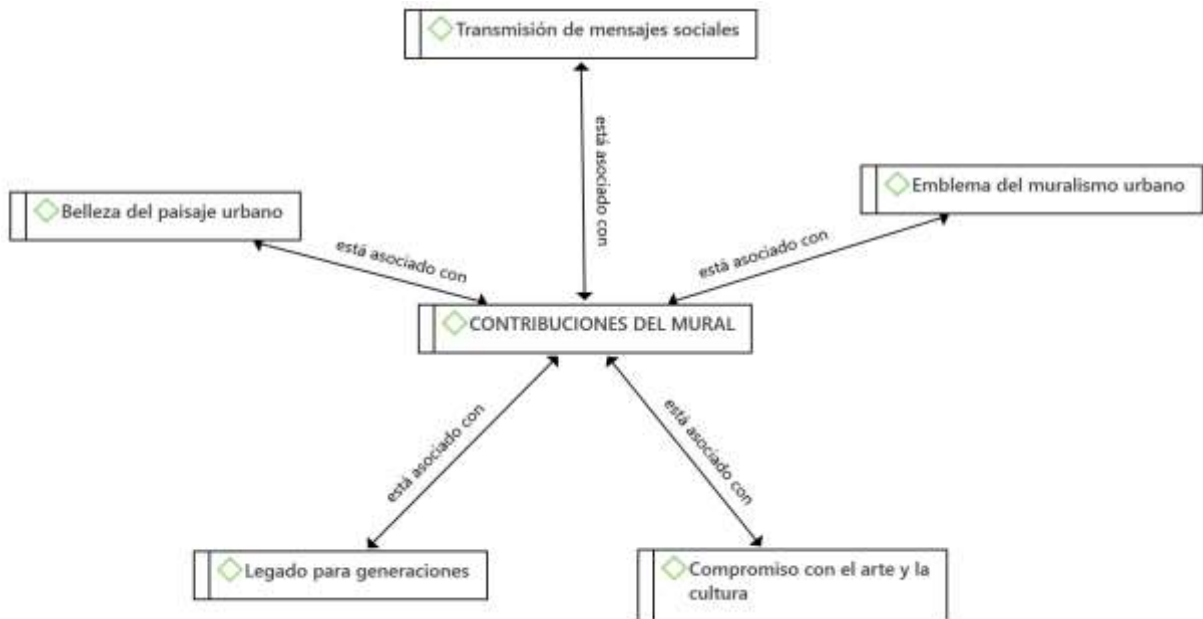 Transmisión de mensajes sociales
está asociado con
Emblema del muralismo urbano
Belleza del paisaje urbano
está asociado con
está asociado con
CONTRIBUCIONES DEL MURAL
está asociado con
está asociado con
Legado para generaciones
Compromiso con el arte y la
cultura